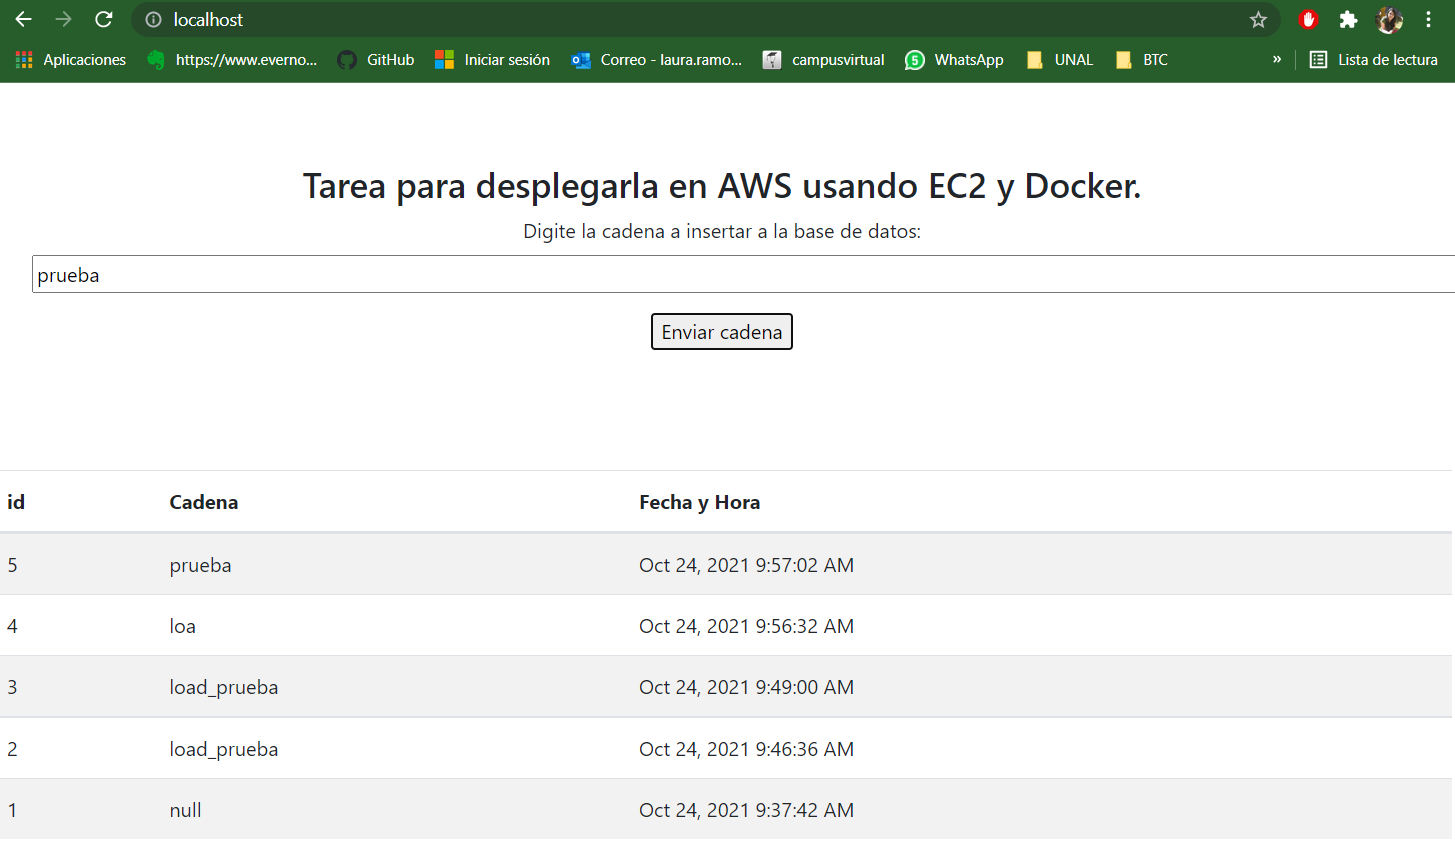 localhost
Aplicaciones https://www.everno... GitHub Iniciar sesión Correo - laura.ramo... campusvirtual 5 WhatsApp UNAL BTC » Lista de lectura
Tarea para desplegarla en AWS usando EC2 y Docker.
Digite la cadena a insertar a la base de datos:
prueba
Enviar cadena
id Cadena Fecha y Hora
5 prueba Oct 24, 2021 9:57:02 AM
4 loa Oct 24, 2021 9:56:32 AM
3 load_prueba Oct 24, 2021 9:49:00 AM
2 load_prueba Oct 24, 2021 9:46:36 AM
1 null Oct 24, 2021 9:37:42 AM